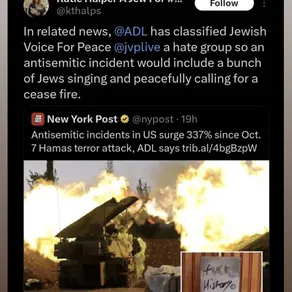 Katie Halper A Jew For #...
@kthalps
Follow
In related news, @ADL has classified Jewish
Voice For Peace @jvplive a hate group so an
antisemitic incident would include a bunch
of Jews singing and peacefully calling for a
cease fire.
New York Post @nypost · 19h
Antisemitic incidents in US surge 337% since Oct.
7 Hamas terror attack, ADL says trib.al/4bgBzpW